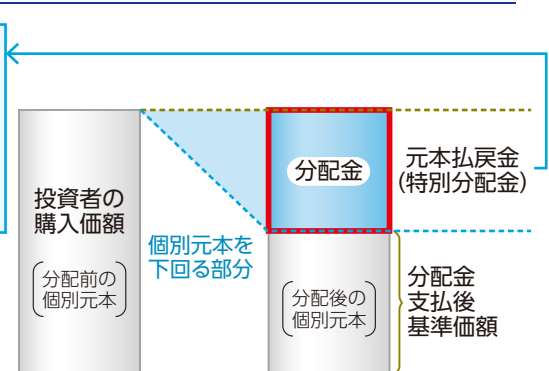 投資者の
購入価額
(分配前の
個別元本)
個別元本を
下回る部分
分配金
(分配後の
個別元本)
元本払戻金
(特別分配金)
分配金
支払後
基準価額